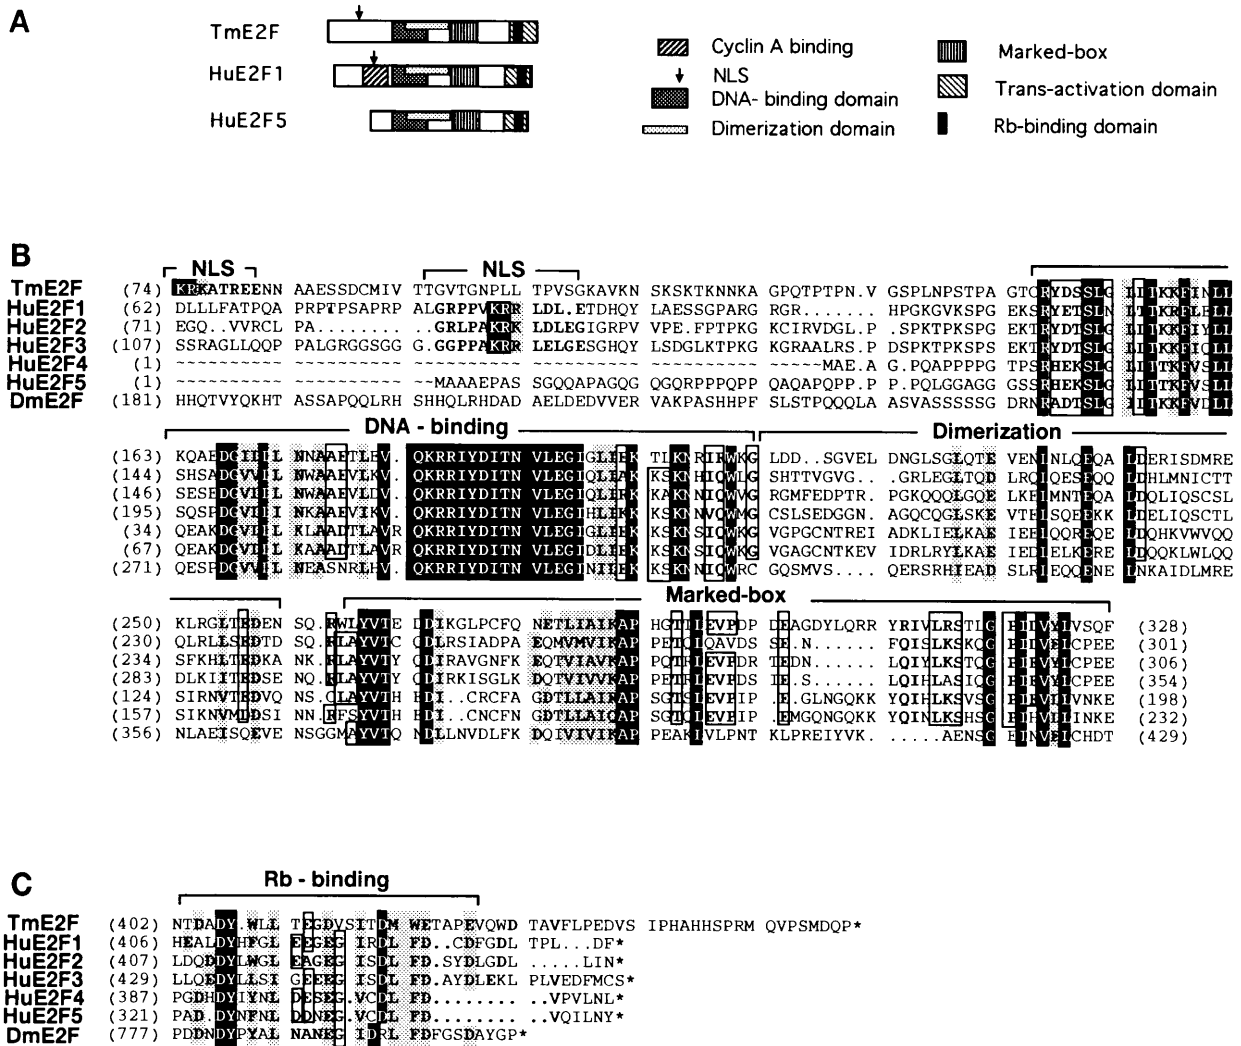 A
TmE2F
HuE2F1
HuE2F5
Cyclin A binding
NLS
DNA- binding domain
Dimerization domain
Marked-box
Trans-activation domain
Rb-binding domain
B
NLS NLS
TmE2F (74) KRKATREENN AAESSDCMIV TTGVTGNPLL TPVSGKAVKN SKSKTKNNKA GPQTPTPN.V GSPLNPSTPA GTCRYDSSLG LLTKKFINLL
HuE2F1 (62) DLLLFATPQA PRPTPSAPRP ALGRPPVKRR LDL.ETDHQY LAESSGPARG RGR....... HPGKGVKSPG EKSRYETSLN LTTKRFLELL
HuE2F2 (71) EGQ..VVRCL PA........ .GRLPAKRK LDLEGIGRPV VPE.FPTPKG KCIRVDGL.P .SPKTPKSPG EKTRYDTSLG LLTKKFIYLL
HuE2F3 (107) SSRAGLLQQP PALGRGGSGG G.GGPPAKRR LELGESGHQY LSDGLKTPKG KGRAALRS.P DSPKTPKSPS EKTRYDTSLG LLTKKFIQLL
HuE2F4 (1) ~~~~~~~~~~ ~~~~~~~~~~ ~~~~~~~~~~ ~~~~~~~~~~ ~~~~~~~~~~ ~~~~~~MAE.A G.PQAPPPPG TPSRHEKSLG LLTTKFVSLL
HuE2F5 (1) ~~~~~~~~~~ ~~~~~~~~~~ ~~~MAAAEPAS SGQQAPAGQG QGQRPPPQPP QAQAPQPP.P P.PQLGGAGG GSSRHEKSLG LLTTKFVSLL
DmE2F (181) HHQTVYQKHT ASSAPQQLRH SHHQLRHDAD AELDEDVVER VAKPASHHPF SLSTPQQQLA ASVASSSSSG DRNRADTSLG ILTKKFVDLL
DNA - binding Dimerization
(163) KQAEDGILDL NNAAETLEV. QKRRIYDITN VLEGIGLIEK TLKNRIRWKG LDD..SGVEL DNGLSGLQTE VENLNLQEQA LDERISDMRE
(144) SHSADGVVDL NWAAEVLKV. QKRRIYDITN VLEGIQLIAK KSKNHIQWLG SHTTVGVG.. .GRLEGLTQD LRQLQESEQQ LDHLMNICTT
(146) SESEDGVLDL NWAAEVLDV. QKRRIYDITN VLEGIQLIRK KAKNNIQWVG RGMFEDPTRP .GKQQQLGQE LKELMNTEQA LDQLIQSCSL
(195) SQSPDGVLDL NKAAEVLKV. QKRRIYDITN VLEGIHLIKK KSKNNVQWMG CSLSEDGGN. AGQCQGLSKE VTELSQEEKK LDELIQSCTL
(34) QEAKDGVLDL KLAADTLAVR QKRRIYDITN VLEGIGLIEK KSKNSIQWKG VGPGCNTREI ADKLIELKAE IEELQQREQE LDQHKVWVQQ
(67) QEAKDGVLDL KAAADTLAVR QKRRIYDITN VLEGIDLIEK KSKNSIQWKG VGAGCNTKEV IDRLRYLKAE IEDLELKERE LDQQKLWLQQ
(271) QESPDGVVDL NEASNRLHV. QKRRIYDITN VLEGINILEK KSKNNIQWRC GQSMVS.... .QERSRHIEAD SLRLEQQENE LNKAIDLMRE
Marked-box
(250) KLRGLTEDEN SQ.RWLYVTE DDIKGLPCFQ NETLIAIKAP HGTTLEVPDP DEAGDYLQRR YRIVLRSTLG PIDVYLVSQF (328)
(230) QLRLLSEDTD SQ.RLAYVTC QDLRSIADPA EQMVMVIKAP PETQLQAVDS SE.N...... FQISLKSKQG PIDVFLCPEE (301)
(234) SFKHLTEDKA NK.RLAYVTY QDIRAVGNFK EQTVIAVKAP PQTRLEVPDR TEDN...... LQIYLKSTQG PIEVYLCPEE (306)
(283) DLKIITEDSE NQ.RLAYVTY QDIRKISGLK DQTVIVVKAP PETRLEVPDS TE.S...... LQIHLASIQG PIEVYLCPEE (354)
(124) SIRNVTEDVQ NS.CLAYVTH EDI..CRCFA GDTLLAIRAP SGTSLEVPIP E.GLNGQKK YQIHLKSVSG PIEVLLVNKE (198)
(157) SIKNVMDDSI NN.RFSYVTH EDI..CNCFN GDTLLAIQAP SGTQLEVPIP EMGQNGQKK YQINLKSHSG PIHVLLINKE (232)
(356) NLAEISQEVE NSGGMAYVTQ NDLLNVDLFK DQIVIVIKAP PEAKLVLPNT KLPREIYVK. ....AENSG EINVFLCHDT (429)
C
Rb - binding
TmE2F (402) NTDADY.WLL TEGDVSITDM WETAPEVQWD TAVFLPEDVS IPHAHHSPRM QVPSMDQP*
HuE2F1 (406) HEALDYHFGL EEGEG.IRDL FD..CDFGDL TPL...DF*
HuE2F2 (407) LDQDDYLWGL EAGEG.ISDL FD.SYDLGDL .....LIN*
HuE2F3 (429) LLQEDYLLSL GEEEG.ISDL FD.AYDLEKL PLVEDFMCS*
HuE2F4 (387) PGDHDYIYNL DESEG.VCDL FD........ ..VPVLNL*
HuE2F5 (321) PAD.DYNFNL DDNEG.VCDL FD........ ..VQILNY*
DmE2F (777) PDDNDYPYAL NANEG.IDRL FDFGSDAYGP*